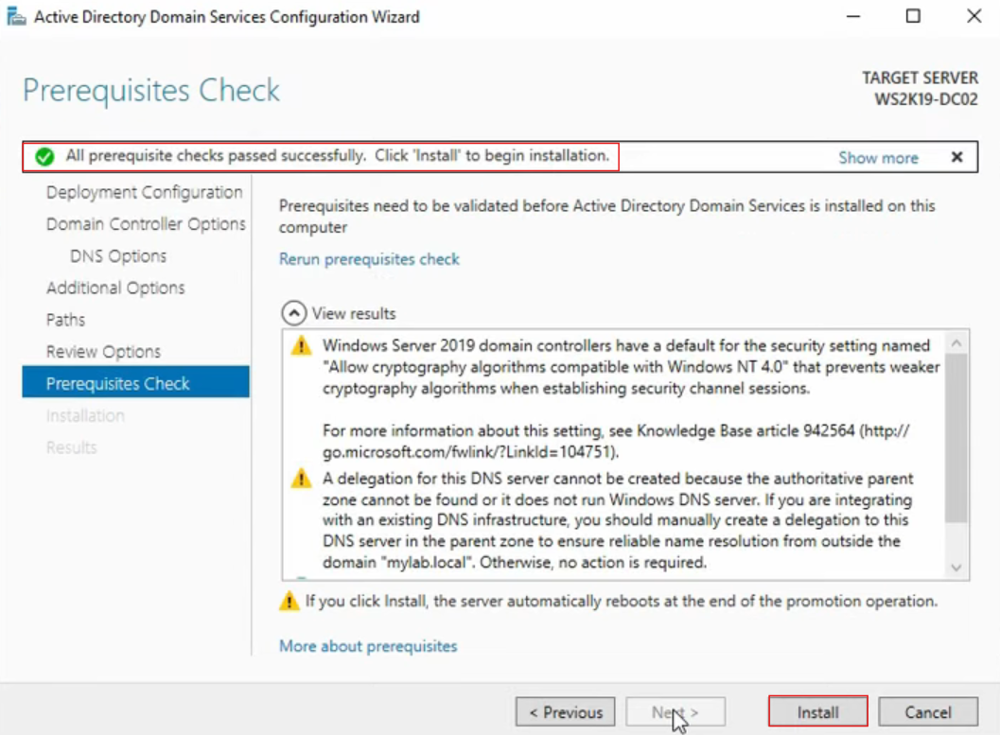 Active Directory Domain Services Configuration Wizard
Prerequisites Check
TARGET SERVER
WS2K19-DC02
All prerequisite checks passed successfully. Click 'Install' to begin installation.
Show more
Deployment Configuration
Domain Controller Options
DNS Options
Additional Options
Paths
Review Options
Prerequisites Check
Installation
Results
Prerequisites need to be validated before Active Directory Domain Services is installed on this
computer
Rerun prerequisites check
View results
Windows Server 2019 domain controllers have a default for the security setting named
"Allow cryptography algorithms compatible with Windows NT 4.0" that prevents weaker
cryptography algorithms when establishing security channel sessions.
For more information about this setting, see Knowledge Base article 942564 (http://
go.microsoft.com/fwlink/?LinkId=104751).
A delegation for this DNS server cannot be created because the authoritative parent
zone cannot be found or it does not run Windows DNS server. If you are integrating
with an existing DNS infrastructure, you should manually create a delegation to this
DNS server in the parent zone to ensure reliable name resolution from outside the
domain "mylab.local". Otherwise, no action is required.
If you click Install, the server automatically reboots at the end of the promotion operation.
More about prerequisites
< Previous
Next >
Install
Cancel